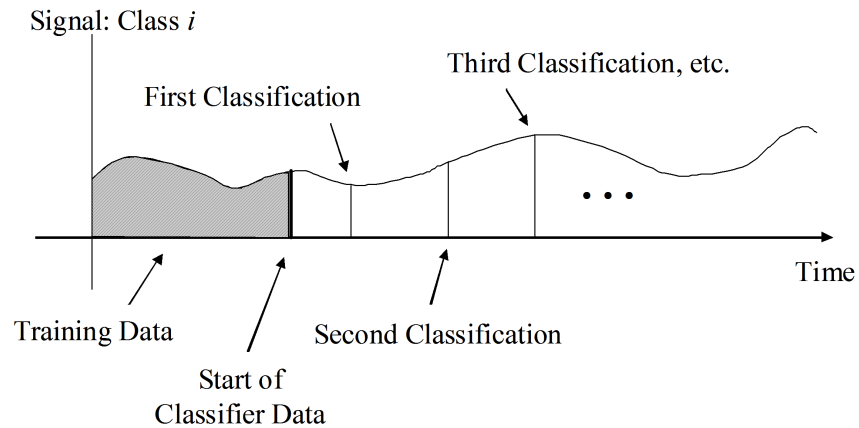 Signal: Class i
Third Classification, etc.
First Classification
Time
Training Data
Second Classification
Start of
Classifier Data